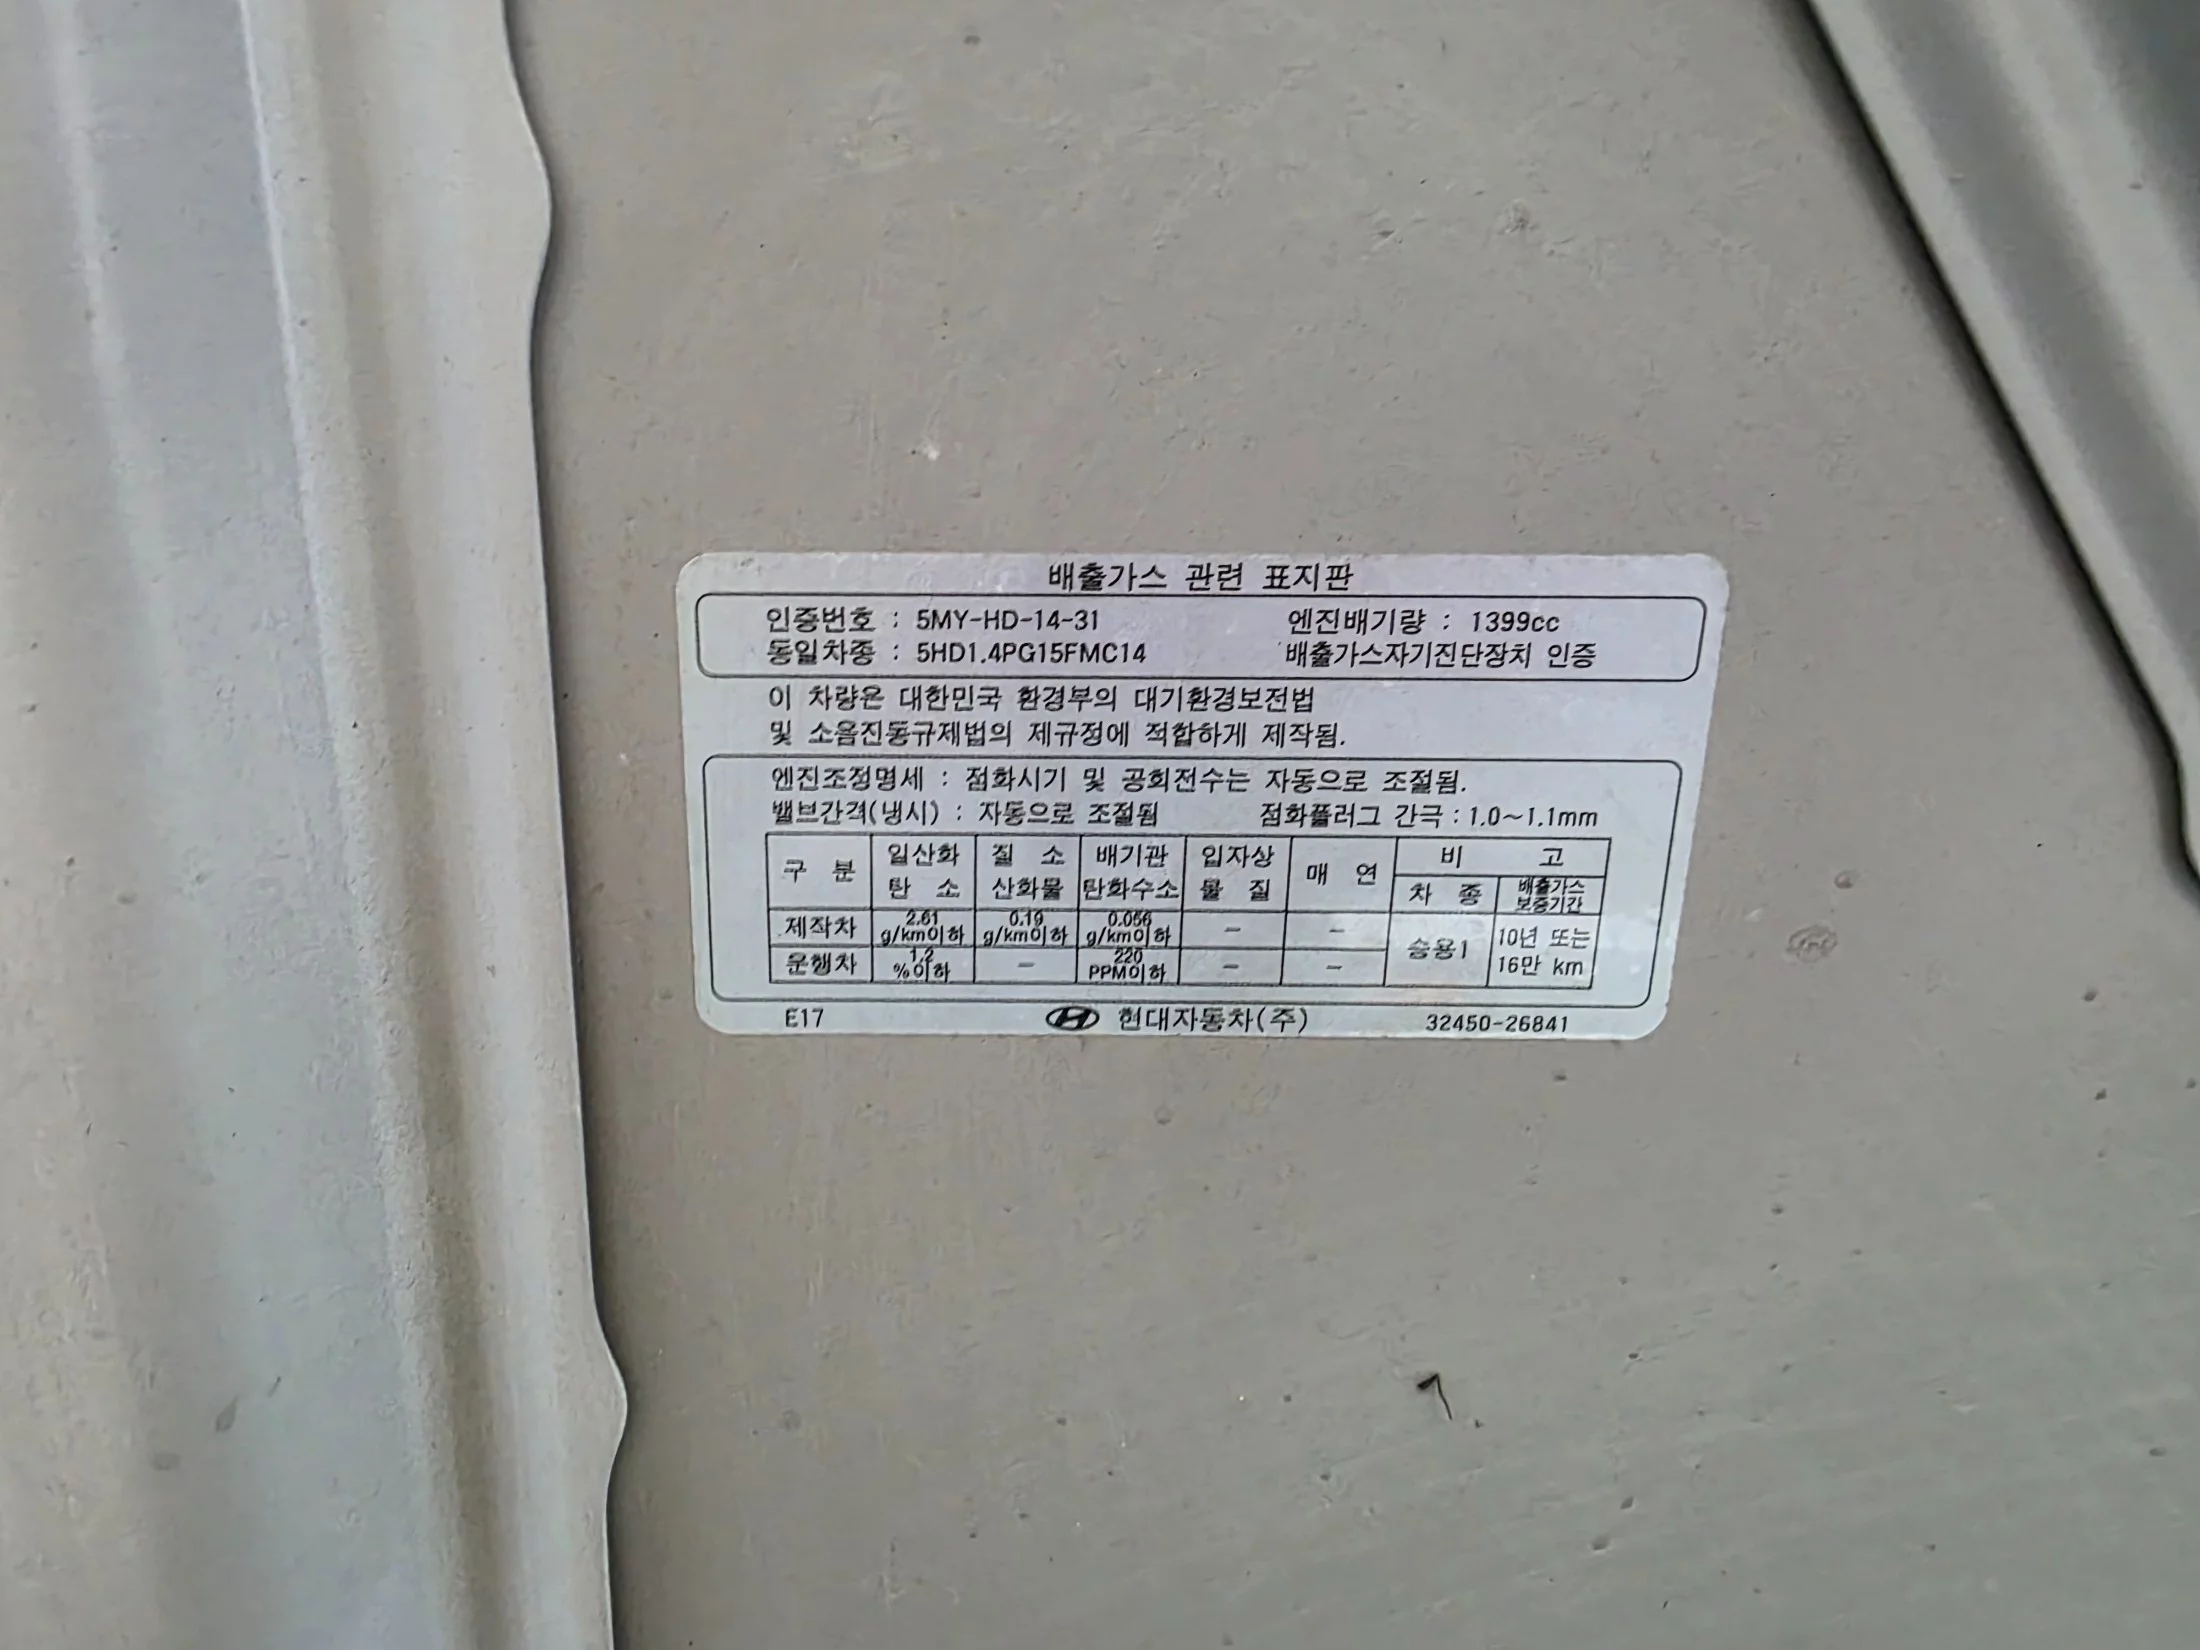 배출가스 관련 표지판
인증번호 : 5MY-HD-14-31 엔진배기량 : 1399cc
동일차종 : 5HD1.4PG15FMC14 배출가스자기진단장치 인증
이 차량은 대한민국 환경부의 대기환경보전법
및 소음진동규제법의 제규정에 적합하게 제작됨.
엔진조정명세 : 점화시기 및 공회전수는 자동으로 조절됨.
밸브간격(냉시) : 자동으로 조절됨 점화플러그 간극 : 1.0~1.1mm
구 분 일산화 탄 소 질 소 산화물 배기관 탄화수소 입자상 물 질 매 연 비 고
차 종 배출가스 보증기간
제작차 2.61 g/km이하 0.19 g/km이하 0.056 g/km이하 - - 승용1 10년 또는 16만 km
운행차 1.2 %이하 - 220 PPM이하 - -
E17 현대자동차(주) 32450-26841